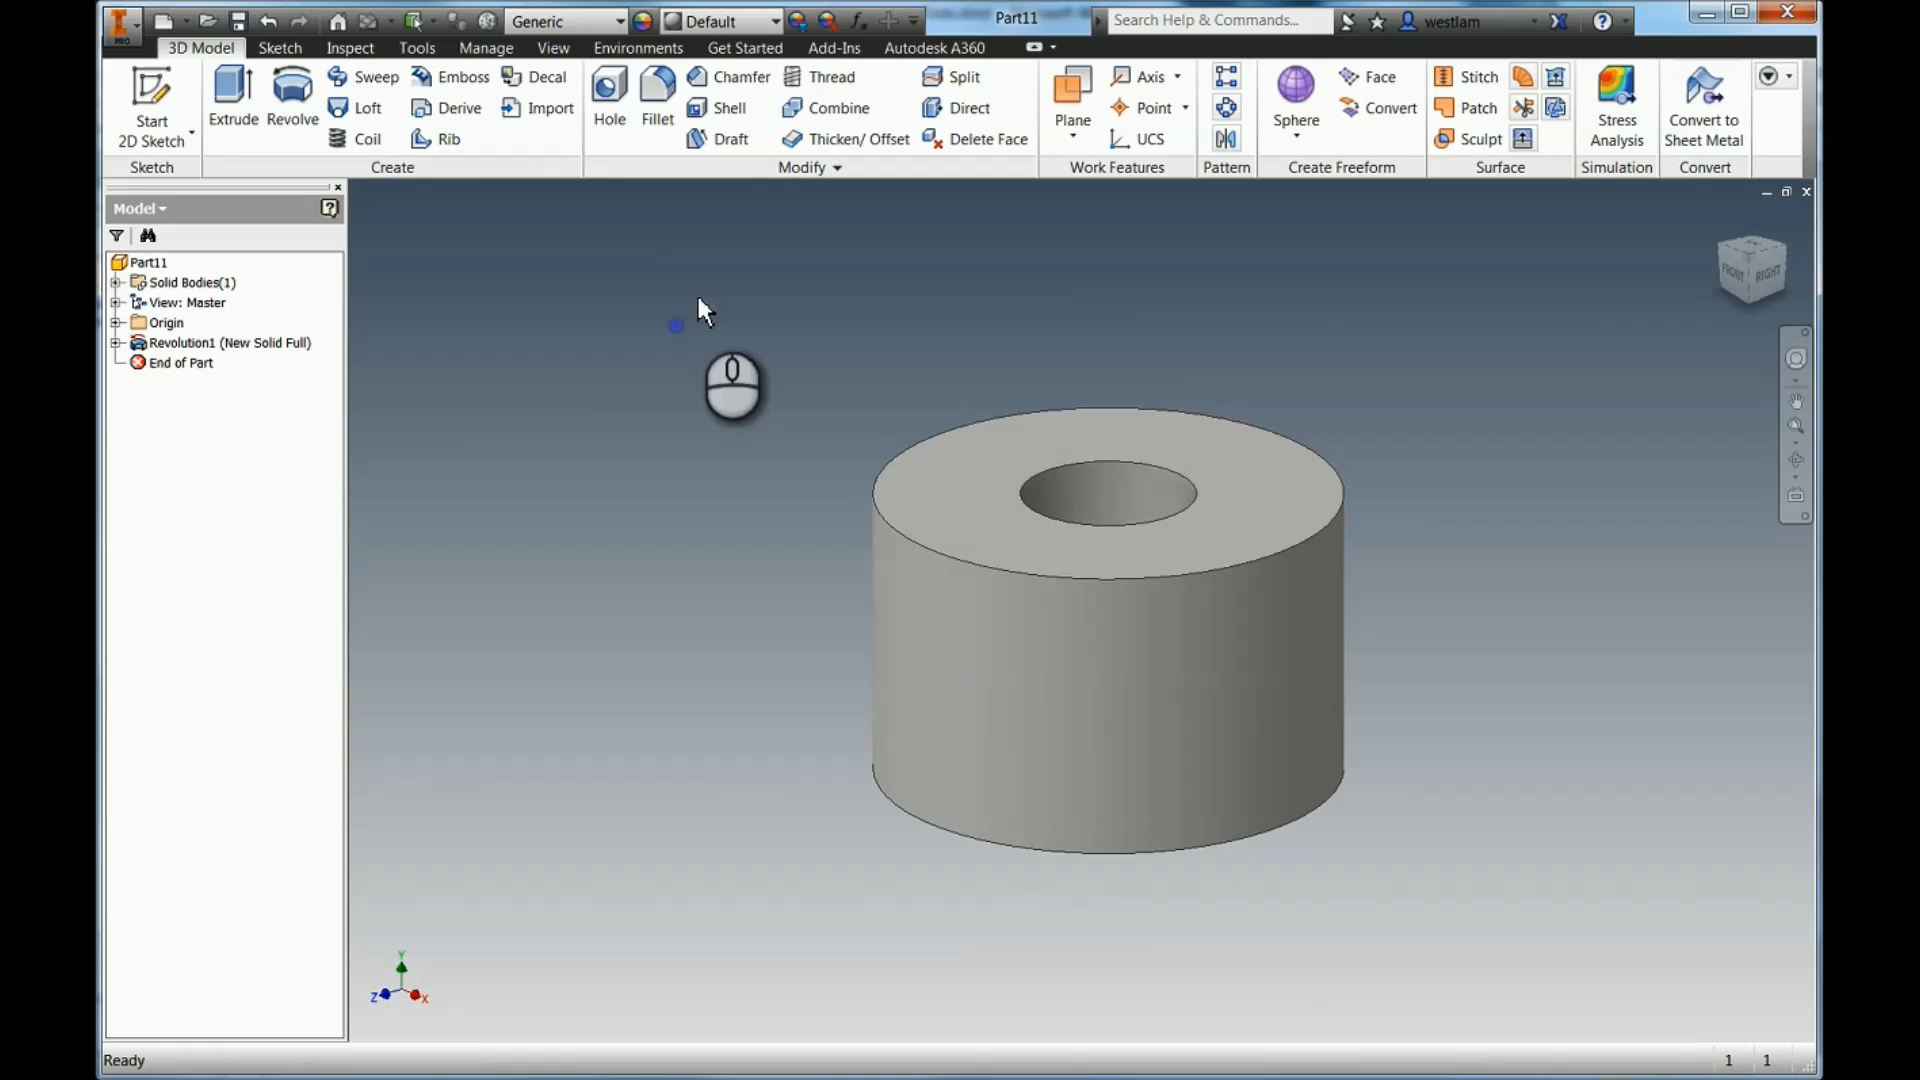 PRO
Generic
Default
Part11
Search Help & Commands...
westlam
3D Model Sketch Inspect Tools Manage View Environments Get Started Add-Ins Autodesk A360
Start
2D Sketch
Extrude
Revolve
Sweep
Loft
Coil
Emboss
Derive
Rib
Decal
Import
Hole
Fillet
Chamfer
Shell
Draft
Thread
Combine
Thicken/ Offset
Split
Direct
Delete Face
Plane
Axis
Point
UCS
Sphere
Face
Convert
Stitch
Patch
Sculpt
Stress
Analysis
Convert to
Sheet Metal
Sketch Create Modify Work Features Pattern Create Freeform Surface Simulation Convert
Model
Part11
Solid Bodies(1)
View: Master
Origin
Revolution1 (New Solid Full)
End of Part
FRONT RIGHT
Y
Z X
Ready
1 1